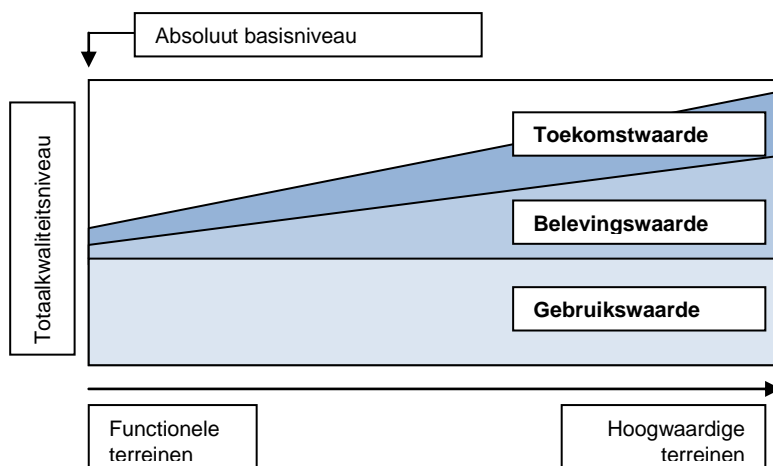 Absoluut basisniveau
Totaalkwaliteitsniveau
Toekomstwaarde
Belevingswaarde
Gebruikswaarde
Functionele
terreinen
Hoogwaardige
terreinen